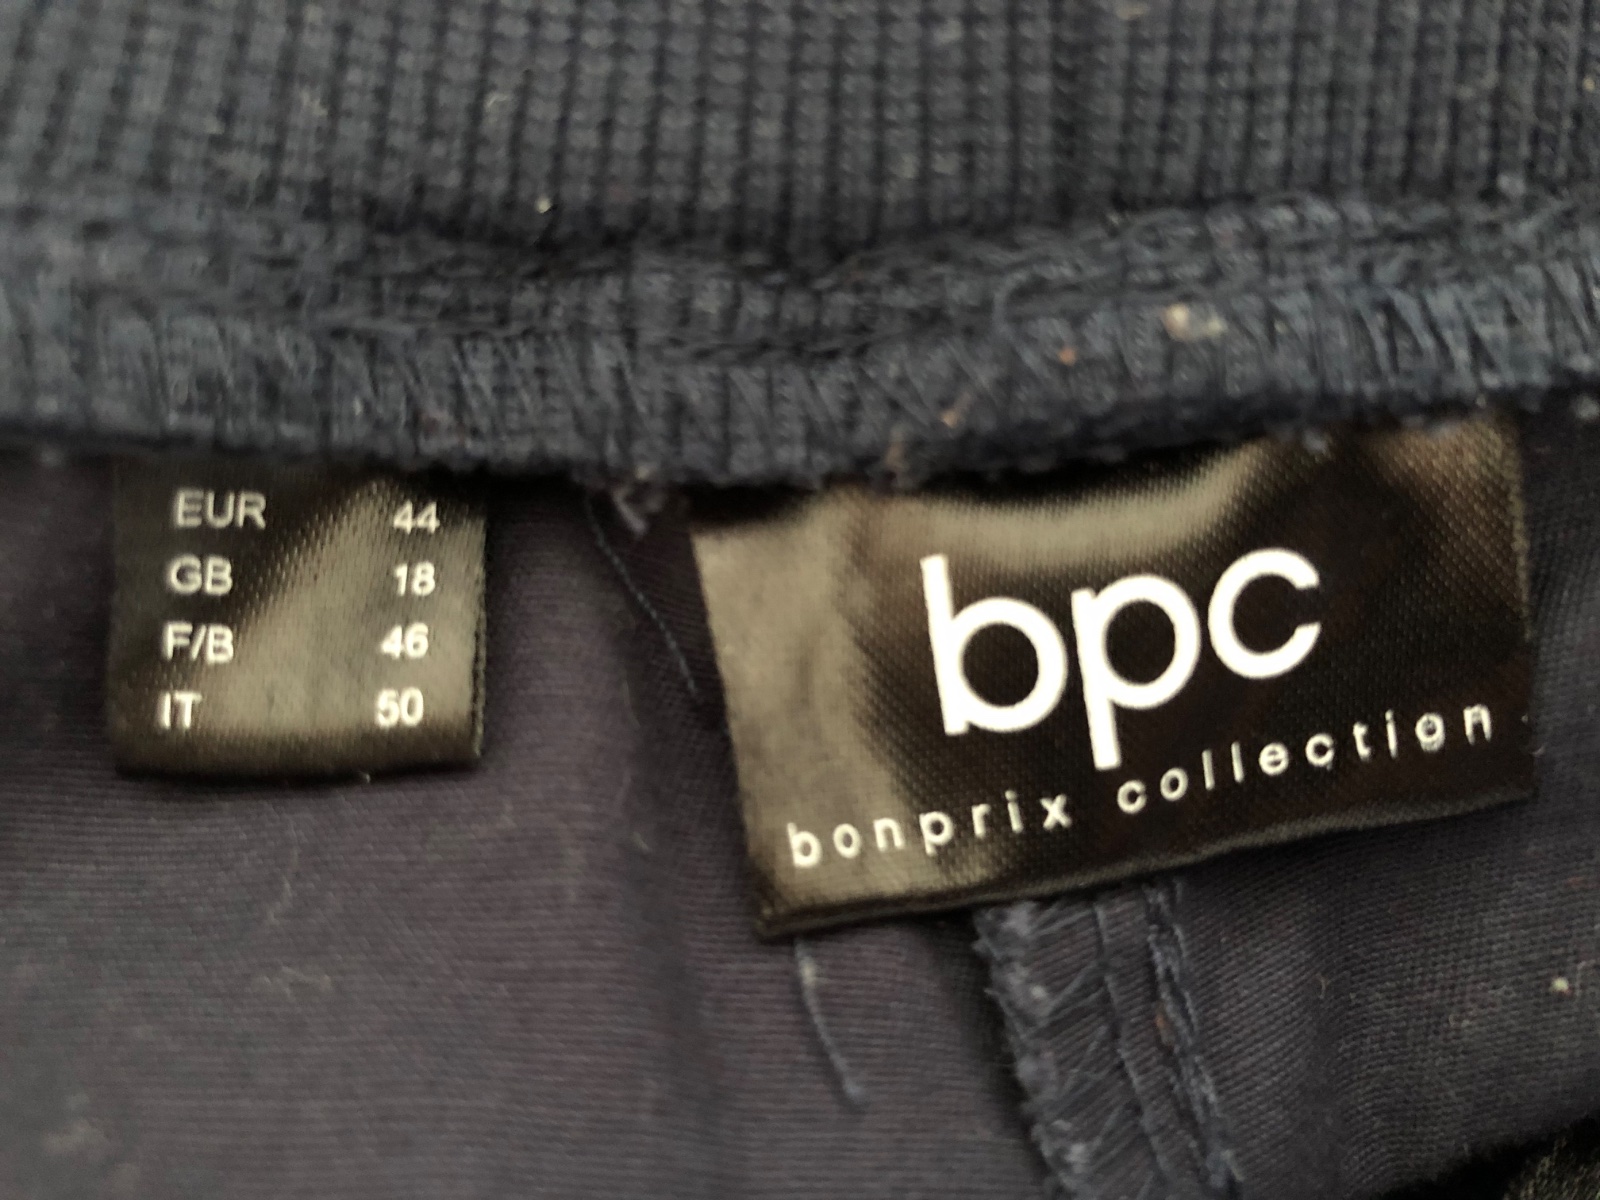 EUR 44
GB 18
F/B 46
IT 50
bpc
bonprix collection